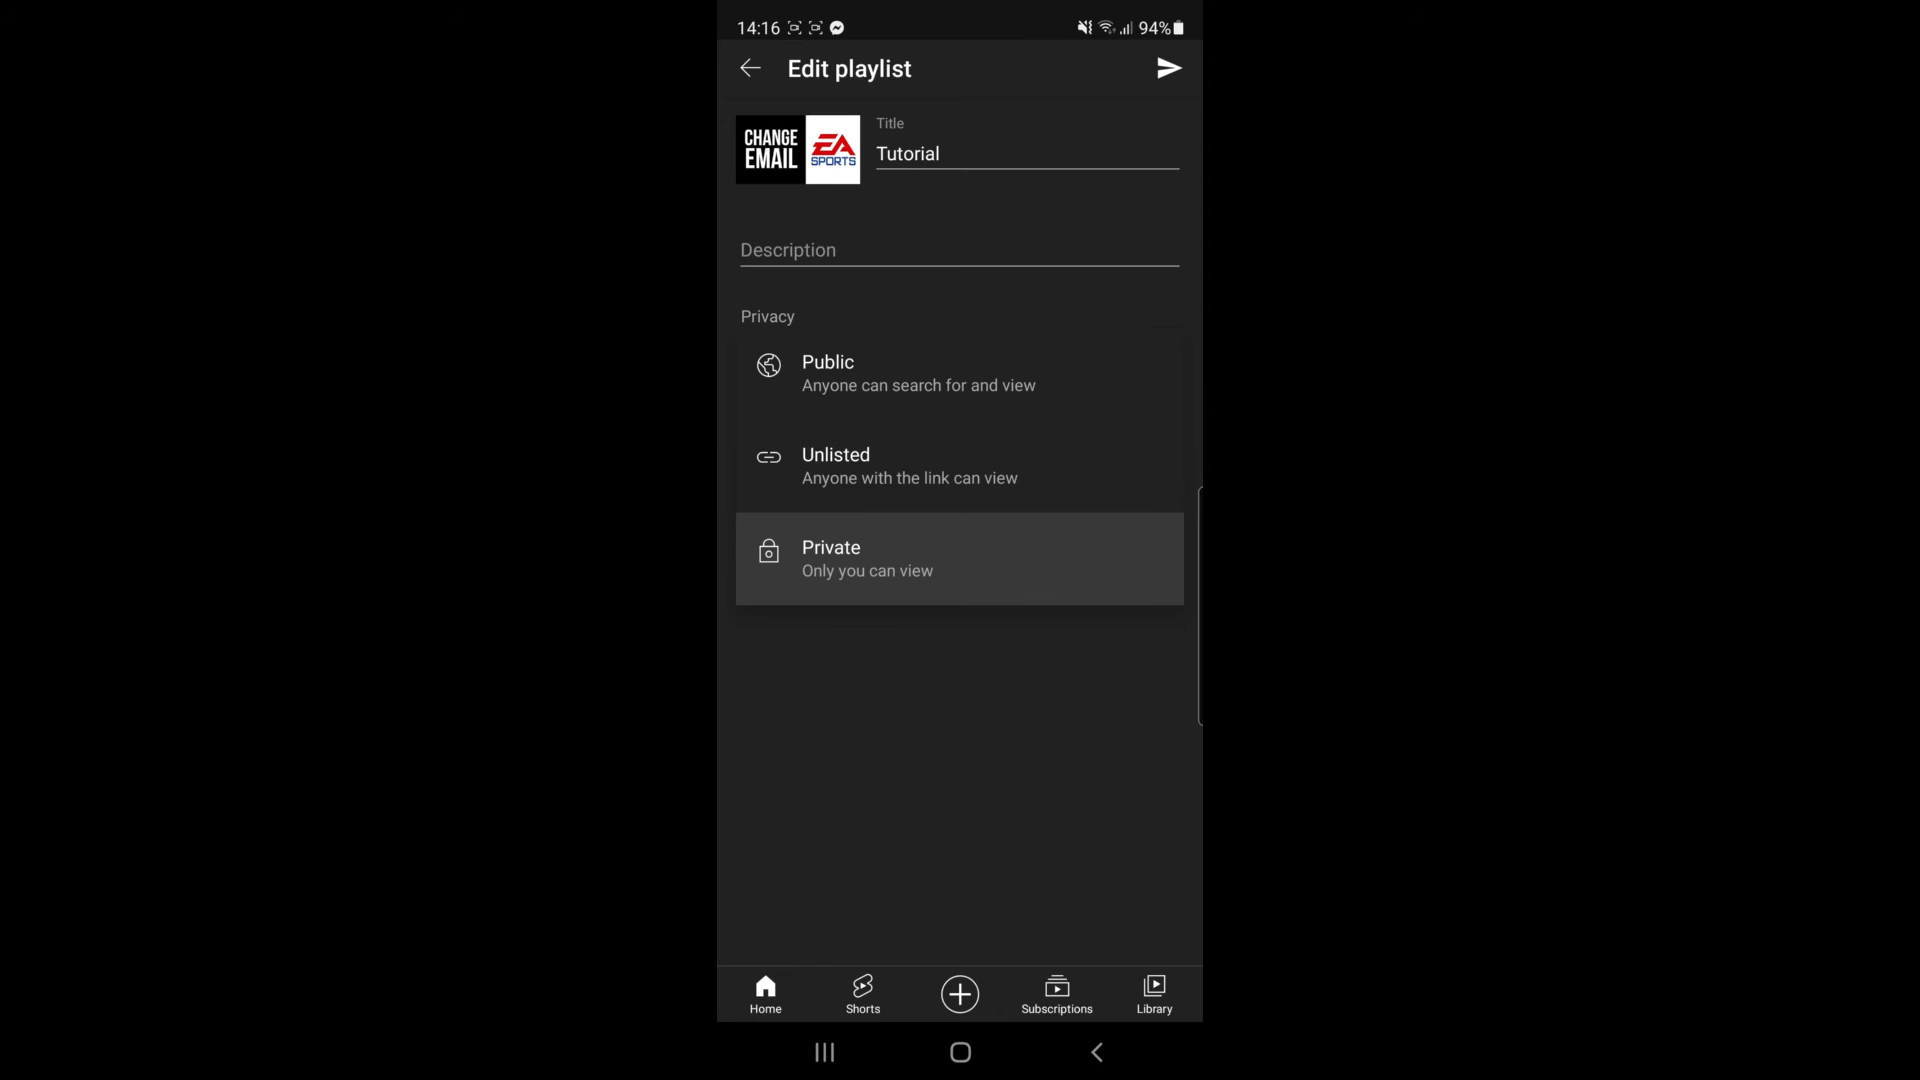 14:16
94%
Edit playlist
CHANGE
EMAIL
EA
SPORTS
Title
Tutorial
Description
Privacy
Public
Anyone can search for and view
Unlisted
Anyone with the link can view
Private
Only you can view
Home
Shorts
Subscriptions
Library